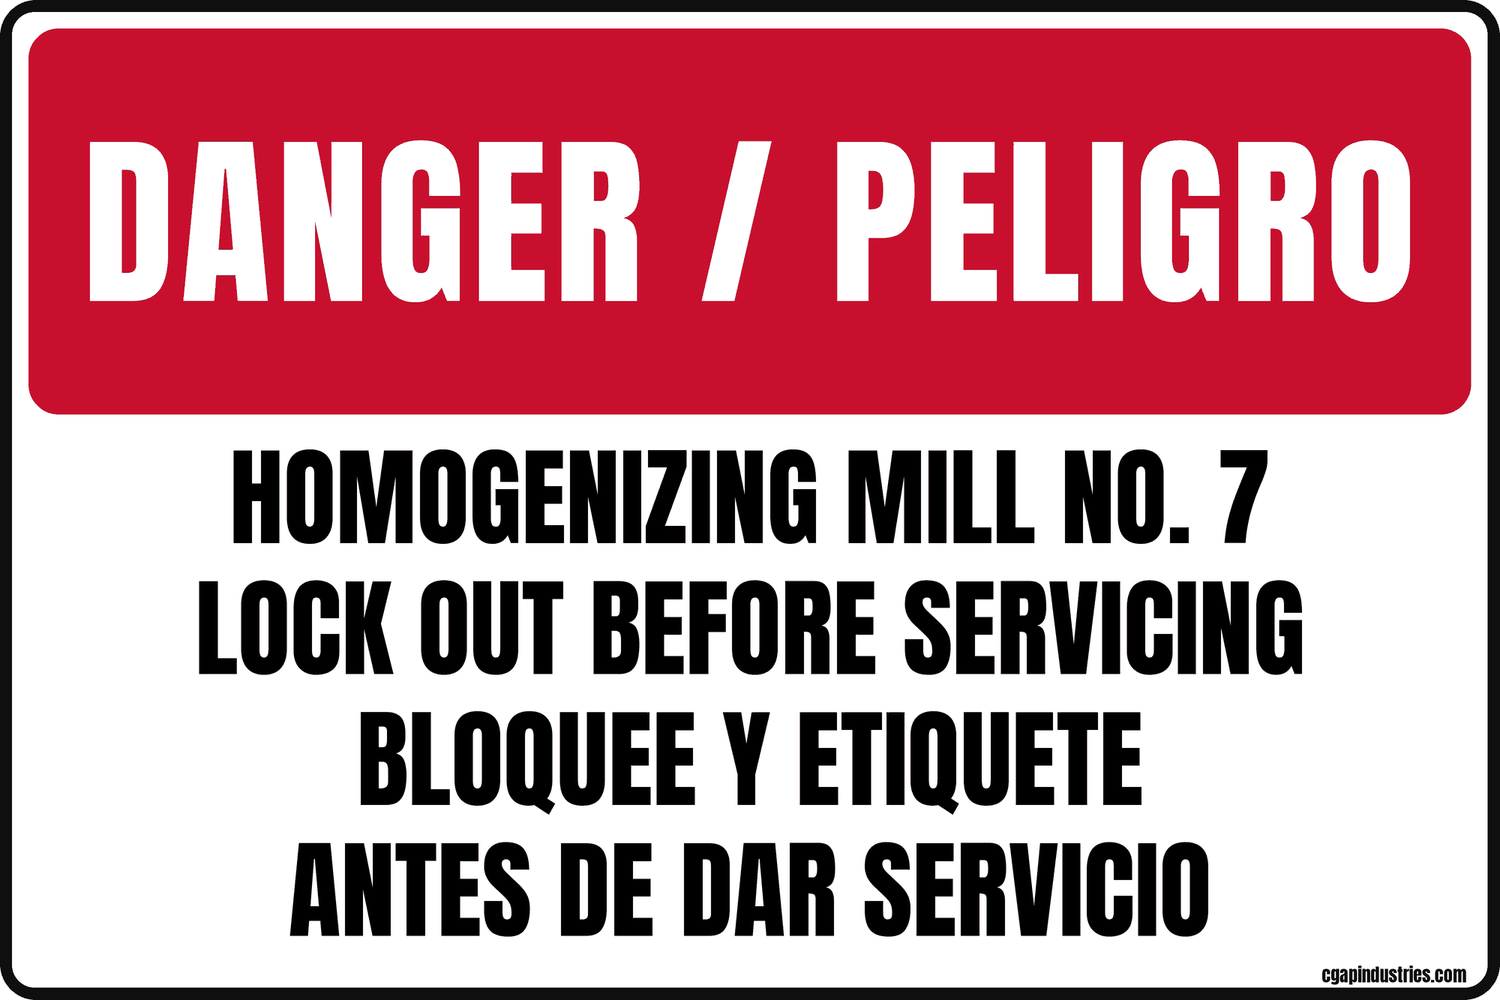 DANGER / PELIGRO
HOMOGENIZING MILL NO. 7
LOCK OUT BEFORE SERVICING
BLOQUEE Y ETIQUETE
ANTES DE DAR SERVICIO
cgapindustries.com